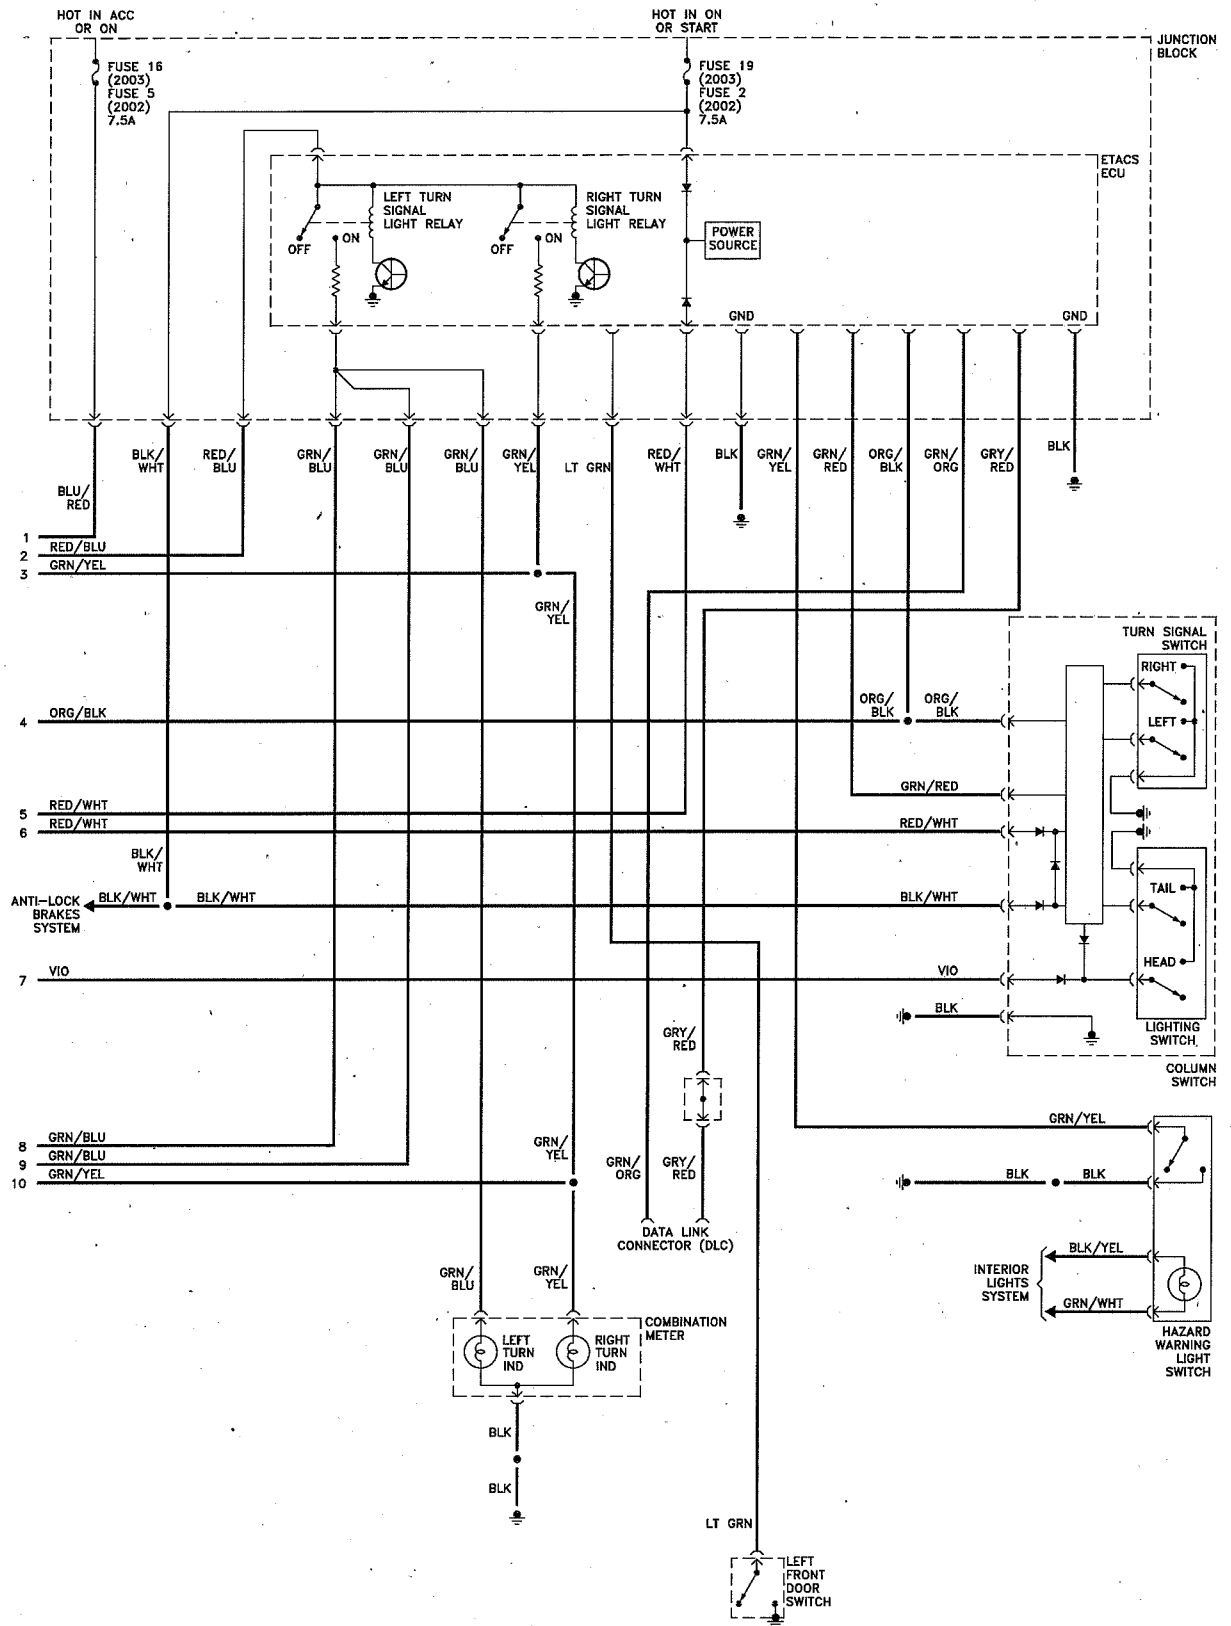 HOT IN ACC
OR ON
HOT IN ON
OR START
JUNCTION
BLOCK
FUSE 16
(2003)
FUSE 5
(2002)
7.5A
FUSE 19
(2003)
FUSE 2
(2002)
7.5A
ETACS
ECU
LEFT TURN
SIGNAL
LIGHT RELAY
OFF
ON
RIGHT TURN
SIGNAL
LIGHT RELAY
OFF
ON
POWER
SOURCE
GND
GND
BLU/
RED
BLK/
WHT
RED/
BLU
GRN/
BLU
GRN/
BLU
GRN/
BLU
GRN/
YEL
LT GRN
RED/
WHT
BLK
GRN/
YEL
GRN/
RED
ORG/
BLK
GRN/
ORG
GRY/
RED
BLK
1
2 RED/BLU
3 GRN/YEL
GRN/
YEL
TURN SIGNAL
SWITCH
RIGHT
LEFT
4 ORG/BLK
ORG/
BLK
ORG/
BLK
GRN/RED
5 RED/WHT
6 RED/WHT
RED/WHT
BLK/
WHT
ANTI-LOCK
BRAKES
SYSTEM
BLK/WHT
BLK/WHT
BLK/WHT
TAIL
HEAD
7 VIO
VIO
BLK
LIGHTING
SWITCH
COLUMN
SWITCH
GRY/
RED
8 GRN/BLU
9 GRN/BLU
10 GRN/YEL
GRN/
YEL
GRN/
ORG
GRY/
RED
GRN/YEL
BLK
BLK
DATA LINK
CONNECTOR (DLC)
BLK/YEL
INTERIOR
LIGHTS
SYSTEM
GRN/WHT
HAZARD
WARNING
LIGHT
SWITCH
GRN/
BLU
GRN/
YEL
COMBINATION
METER
LEFT
TURN
IND
RIGHT
TURN
IND
BLK
BLK
LT GRN
LEFT
FRONT
DOOR
SWITCH